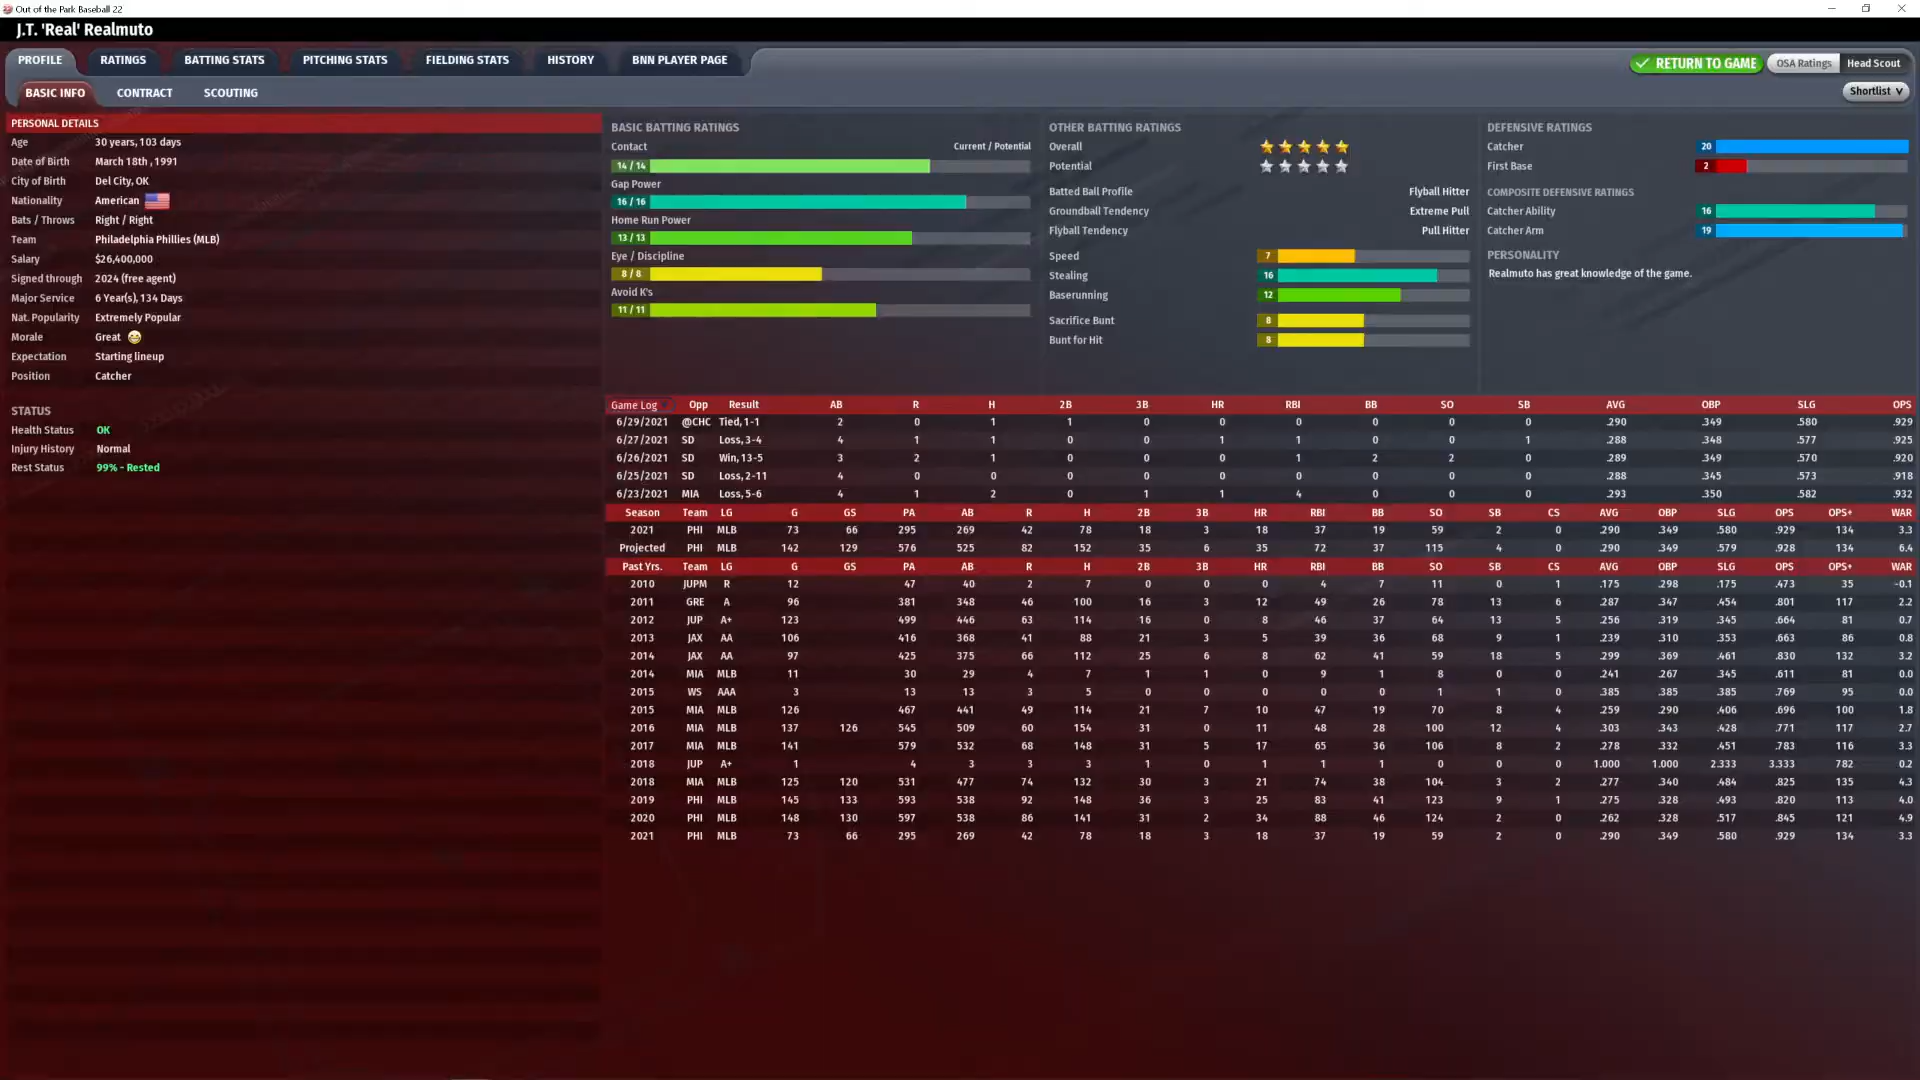 Out of the Park Baseball 22
J.T. 'Real' Realmuto
PROFILE RATINGS BATTING STATS PITCHING STATS FIELDING STATS HISTORY BNN PLAYER PAGE
RETURN TO GAME OSA Ratings Head Scout
BASIC INFO CONTRACT SCOUTING
Shortlist V
PERSONAL DETAILS
Age 30 years, 103 days
Date of Birth March 18th , 1991
City of Birth Del City, OK
Nationality American
Bats / Throws Right / Right
Team Philadelphia Phillies (MLB)
Salary $26,400,000
Signed through 2024 (free agent)
Major Service 6 Year(s), 134 Days
Nat. Popularity Extremely Popular
Morale Great
Expectation Starting lineup
Position Catcher
STATUS
Health Status OK
Injury History Normal
Rest Status 99% - Rested
BASIC BATTING RATINGS
Contact Current / Potential
14 / 14
Gap Power
16 / 16
Home Run Power
13 / 13
Eye / Discipline
8 / 8
Avoid K's
11 / 11
OTHER BATTING RATINGS
Overall
Potential
Batted Ball Profile Flyball Hitter
Groundball Tendency Extreme Pull
Flyball Tendency Pull Hitter
Speed 7
Stealing 16
Baserunning 12
Sacrifice Bunt 8
Bunt for Hit 8
DEFENSIVE RATINGS
Catcher 20
First Base 2
COMPOSITE DEFENSIVE RATINGS
Catcher Ability 16
Catcher Arm 19
PERSONALITY
Realmuto has great knowledge of the game.
Game Log Opp Result AB R H 2B 3B HR RBI BB SO SB AVG OBP SLG OPS
6/29/2021 @CHC Tied, 1-1 2 0 1 1 0 0 0 0 0 0 .290 .349 .580 .929
6/27/2021 SD Loss, 3-4 4 1 1 0 0 1 1 0 0 1 .288 .348 .577 .925
6/26/2021 SD Win, 13-5 3 2 1 0 0 0 1 2 2 0 .289 .349 .570 .920
6/25/2021 SD Loss, 2-11 4 0 0 0 0 0 0 0 0 0 .288 .345 .573 .918
6/23/2021 MIA Loss, 5-6 4 1 2 0 1 1 4 0 0 0 .293 .350 .582 .932
Season Team LG G GS PA AB R H 2B 3B HR RBI BB SO SB CS AVG OBP SLG OPS OPS+ WAR
2021 PHI MLB 73 66 295 269 42 78 18 3 18 37 19 59 2 0 .290 .349 .580 .929 134 3.3
Projected PHI MLB 142 129 576 525 82 152 35 6 35 72 37 115 4 0 .290 .349 .579 .928 134 6.4
Past Yrs. Team LG G GS PA AB R H 2B 3B HR RBI BB SO SB CS AVG OBP SLG OPS OPS+ WAR
2010 JUPM R 12 47 40 2 7 0 0 0 4 7 11 0 1 .175 .298 .175 .473 35 -0.1
2011 GRE A 96 381 348 46 100 16 3 12 49 26 78 13 6 .287 .347 .454 .801 117 2.2
2012 JUP A+ 123 499 446 63 114 16 0 8 46 37 64 13 5 .256 .319 .345 .664 81 0.7
2013 JAX AA 106 416 368 41 88 21 3 5 39 36 68 9 1 .239 .310 .353 .663 86 0.8
2014 JAX AA 97 425 375 66 112 25 6 8 62 41 59 18 5 .299 .369 .461 .830 132 3.2
2014 MIA MLB 11 30 29 4 7 1 1 0 9 1 8 0 0 .241 .267 .345 .611 81 0.0
2015 WS AAA 3 13 13 3 5 0 0 0 0 0 1 1 0 .385 .385 .385 .769 95 0.0
2015 MIA MLB 126 467 441 49 114 21 7 10 47 19 70 8 4 .259 .290 .406 .696 100 1.8
2016 MIA MLB 137 126 545 509 60 154 31 0 11 48 28 100 12 4 .303 .343 .428 .771 117 2.7
2017 MIA MLB 141 579 532 68 148 31 5 17 65 36 106 8 2 .278 .332 .451 .783 116 3.3
2018 JUP A+ 1 4 3 3 3 1 0 1 1 1 0 0 0 1.000 1.000 2.333 3.333 782 0.2
2018 MIA MLB 125 120 531 477 74 132 30 3 21 74 38 104 3 2 .277 .340 .484 .825 135 4.3
2019 PHI MLB 145 133 593 538 92 148 36 3 25 83 41 123 9 1 .275 .328 .493 .820 113 4.0
2020 PHI MLB 148 130 597 538 86 141 31 2 34 88 46 124 2 0 .262 .328 .517 .845 121 4.9
2021 PHI MLB 73 66 295 269 42 78 18 3 18 37 19 59 2 0 .290 .349 .580 .929 134 3.3